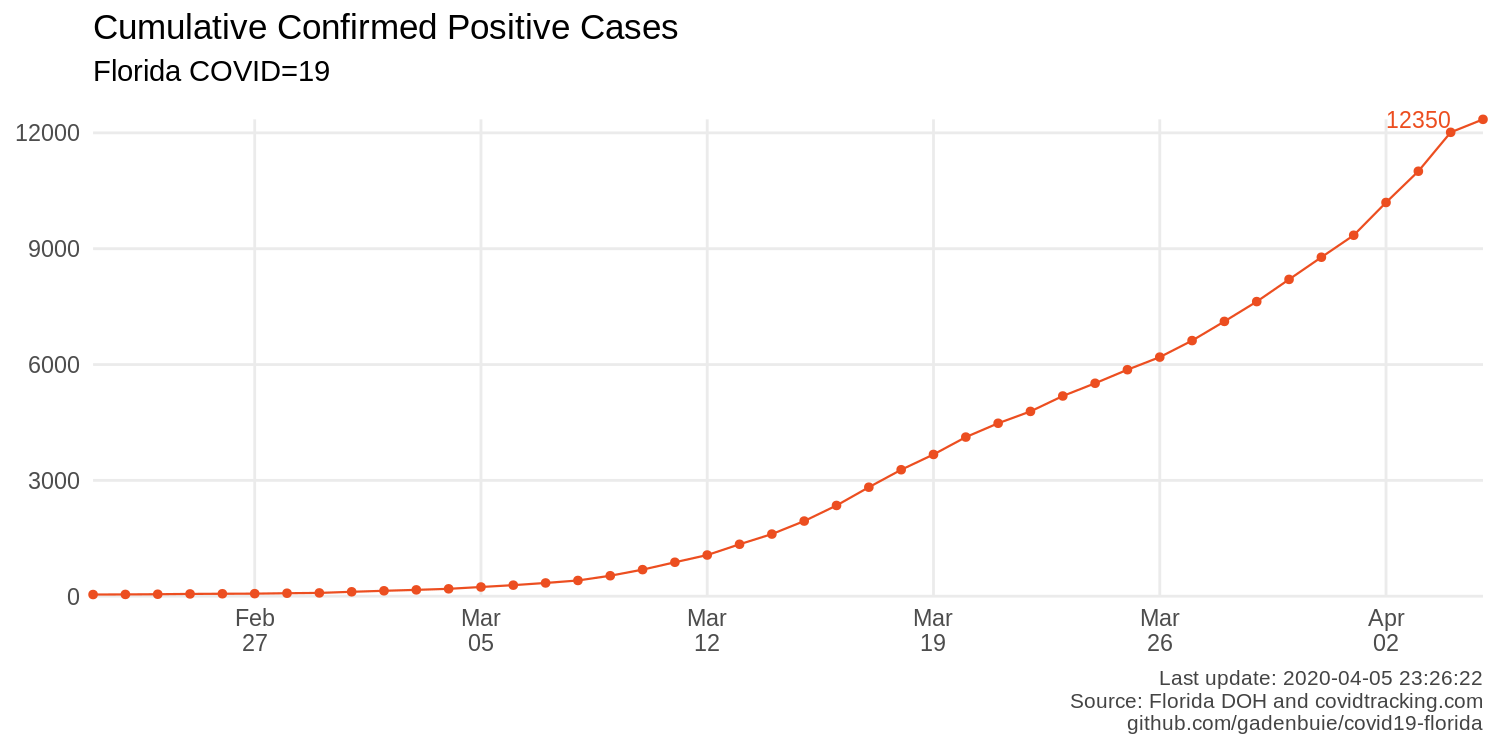 Cumulative Confirmed Positive Cases
Florida COVID=19
12350
12000
9000
6000
3000
0
Feb Mar Mar Mar Mar Apr
27 05 12 19 26 02
Last update: 2020-04-05 23:26:22
Source: Florida DOH and covidtracking.com
github.com/gadenbuie/covid19-florida